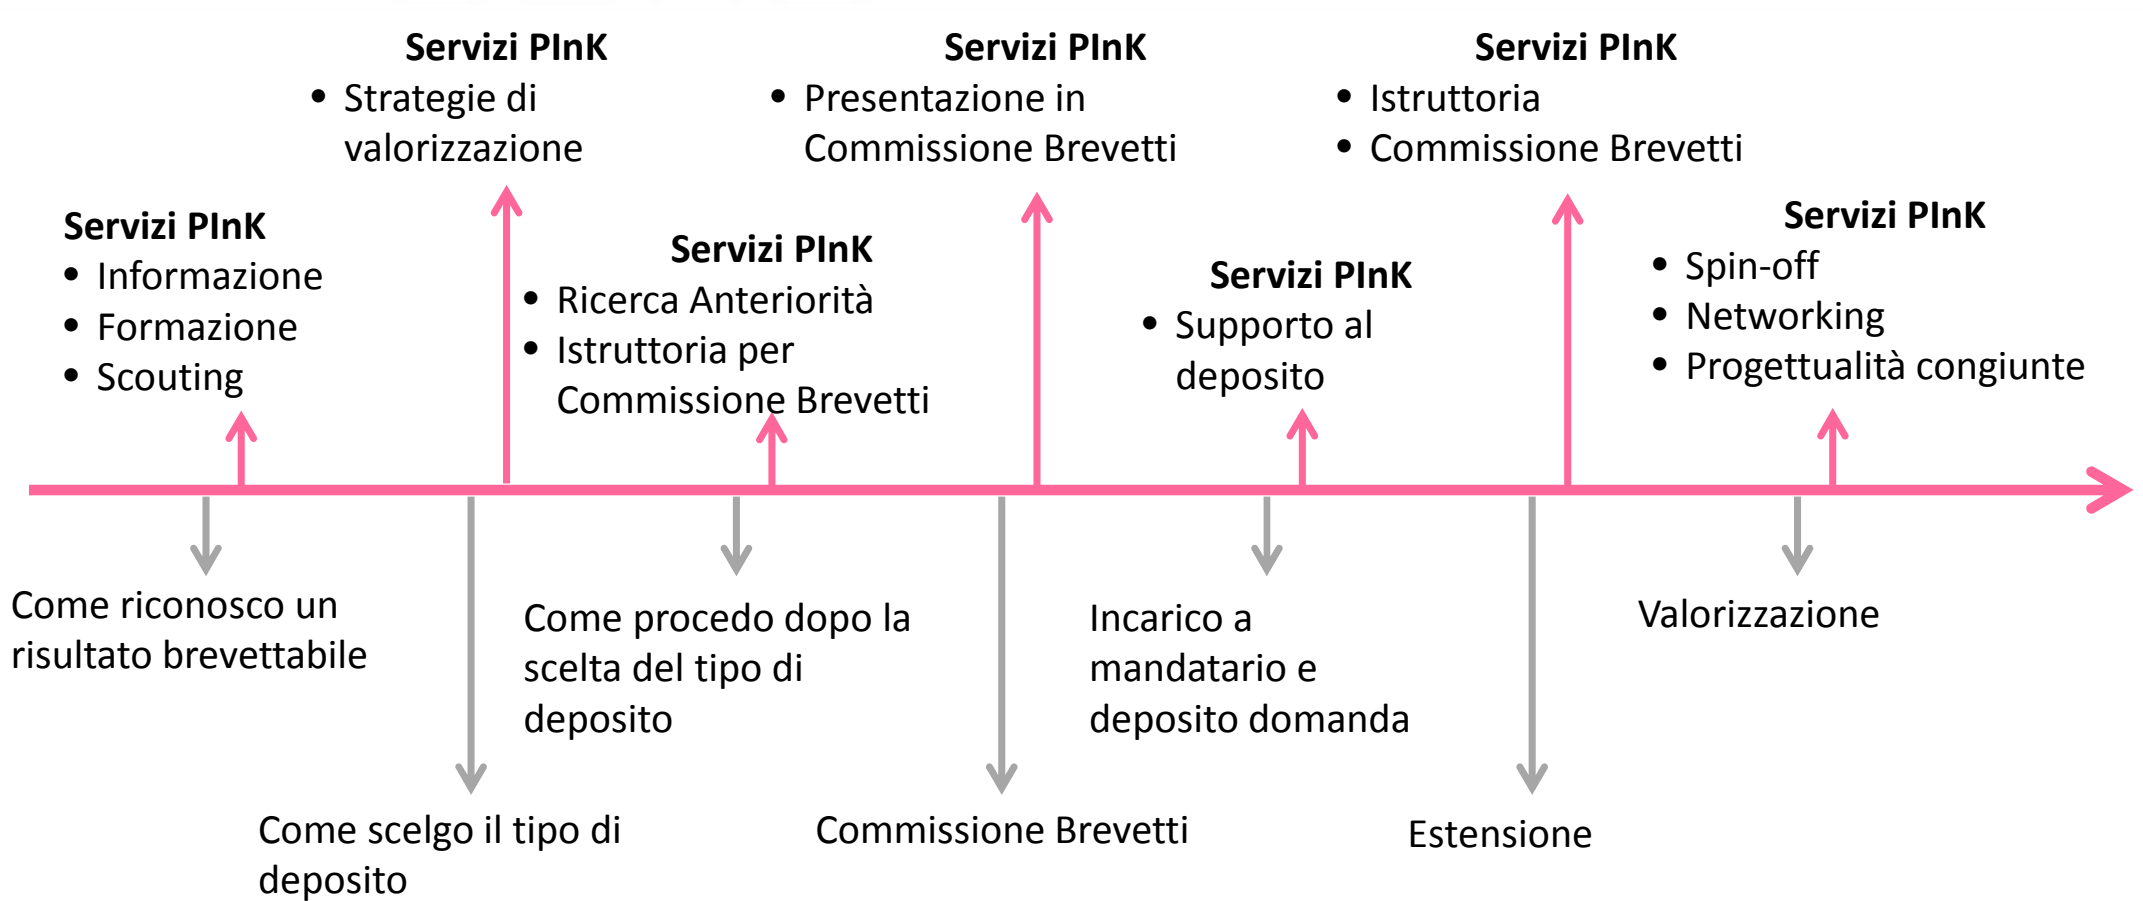 Servizi PInK
• Strategie di
valorizzazione
Servizi PInK
• Presentazione in
Commissione Brevetti
Servizi PInK
• Istruttoria
• Commissione Brevetti
Servizi PInK
• Informazione
• Formazione
• Scouting
Servizi PInK
• Ricerca Anteriorità
• Istruttoria per
Commissione Brevetti
Servizi PInK
• Supporto al
deposito
Servizi PInK
• Spin-off
• Networking
• Progettualità congiunte
Come riconosco un
risultato brevettabile
Come procedo dopo la
scelta del tipo di
deposito
Incarico a
mandatario e
deposito domanda
Valorizzazione
Come scelgo il tipo di
deposito
Commissione Brevetti
Estensione